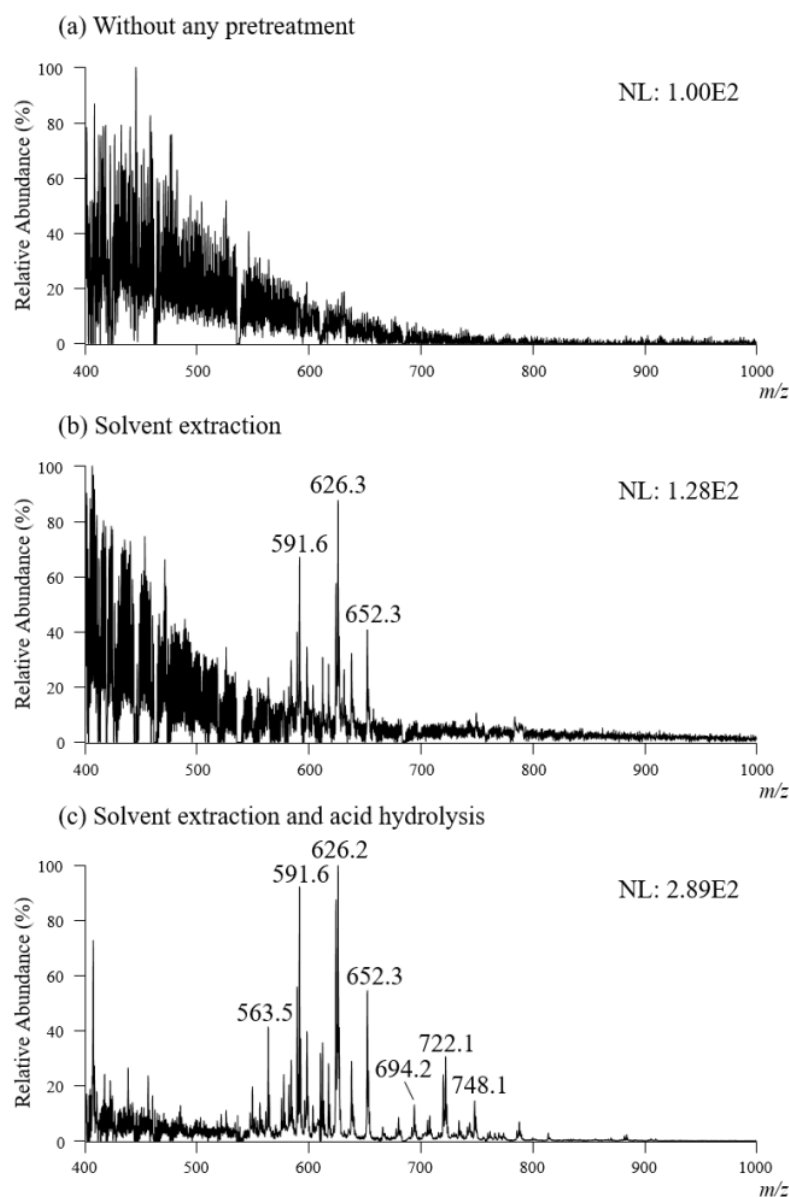 (a) Without any pretreatment
NL: 1.00E2
Relative Abundance (%)
100
80
60
40
20
0
400 500 600 700 800 900 1000
m/z
(b) Solvent extraction
NL: 1.28E2
Relative Abundance (%)
100
80
60
40
20
0
626.3
591.6
652.3
400 500 600 700 800 900 1000
m/z
(c) Solvent extraction and acid hydrolysis
NL: 2.89E2
Relative Abundance (%)
100
80
60
40
20
0
626.2
591.6
652.3
563.5
722.1
694.2
748.1
400 500 600 700 800 900 1000
m/z